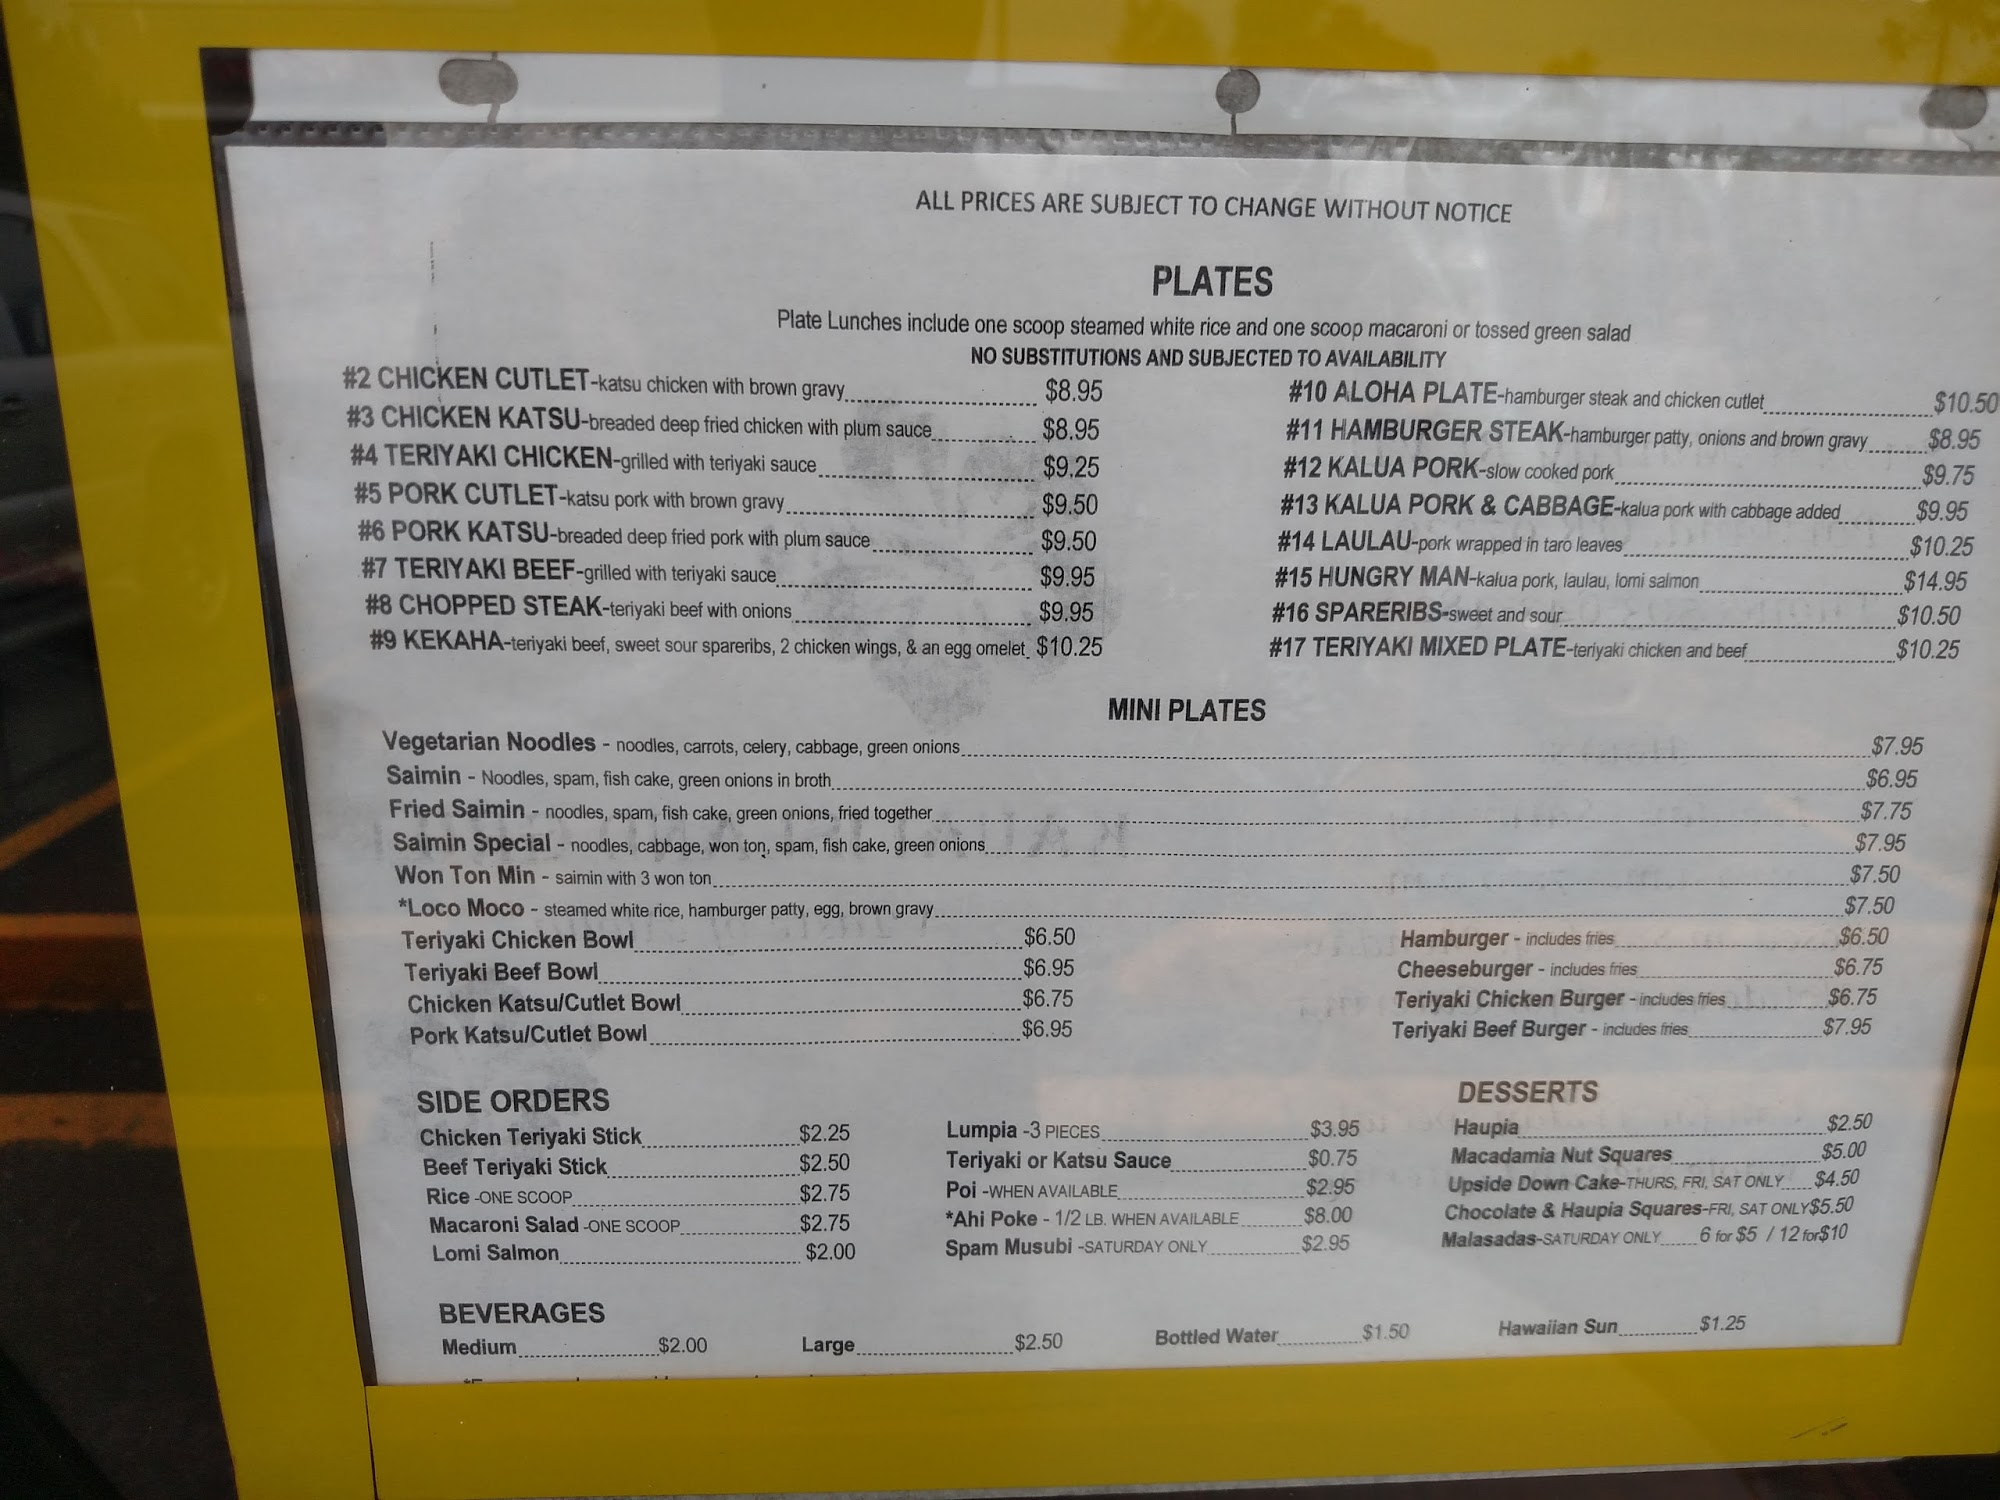 ALL PRICES ARE SUBJECT TO CHANGE WITHOUT NOTICE
PLATES
Plate Lunches include one scoop steamed white rice and one scoop macaroni or tossed green salad
NO SUBSTITUTIONS AND SUBJECTED TO AVAILABILITY
#2 CHICKEN CUTLET-katsu chicken with brown gravy $8.95
#3 CHICKEN KATSU-breaded deep fried chicken with plum sauce $8.95
#4 TERIYAKI CHICKEN-grilled with teriyaki sauce $9.25
#5 PORK CUTLET-katsu pork with brown gravy $9.50
#6 PORK KATSU-breaded deep fried pork with plum sauce $9.50
#7 TERIYAKI BEEF-grilled with teriyaki sauce $9.95
#8 CHOPPED STEAK-teriyaki beef with onions $9.95
#9 KEKAHA-teriyaki beef, sweet sour spareribs, 2 chicken wings, & an egg omelet $10.25
#10 ALOHA PLATE-hamburger steak and chicken cutlet $10.50
#11 HAMBURGER STEAK-hamburger patty, onions and brown gravy $8.95
#12 KALUA PORK-slow cooked pork $9.75
#13 KALUA PORK & CABBAGE-kalua pork with cabbage added $9.95
#14 LAULAU-pork wrapped in taro leaves $10.25
#15 HUNGRY MAN-kalua pork, laulau, lomi salmon $14.95
#16 SPARERIBS-sweet and sour $10.50
#17 TERIYAKI MIXED PLATE-teriyaki chicken and beef $10.25
MINI PLATES
Vegetarian Noodles - noodles, carrots, celery, cabbage, green onions $7.95
Saimin - Noodles, spam, fish cake, green onions in broth $6.95
Fried Saimin - noodles, spam, fish cake, green onions, fried together $7.75
Saimin Special - noodles, cabbage, won ton, spam, fish cake, green onions $7.95
Won Ton Min - saimin with 3 won ton $7.50
*Loco Moco - steamed white rice, hamburger patty, egg, brown gravy $7.50
Teriyaki Chicken Bowl $6.50
Teriyaki Beef Bowl $6.95
Chicken Katsu/Cutlet Bowl $6.75
Pork Katsu/Cutlet Bowl $6.95
Hamburger - includes fries $6.50
Cheeseburger - includes fries $6.75
Teriyaki Chicken Burger - includes fries $6.75
Teriyaki Beef Burger - includes fries $7.95
SIDE ORDERS
Chicken Teriyaki Stick $2.25
Beef Teriyaki Stick $2.50
Rice -ONE SCOOP $2.75
Macaroni Salad -ONE SCOOP $2.75
Lomi Salmon $2.00
Lumpia -3 PIECES $3.95
Teriyaki or Katsu Sauce $0.75
Poi -WHEN AVAILABLE $2.95
*Ahi Poke - 1/2 LB. WHEN AVAILABLE $8.00
Spam Musubi -SATURDAY ONLY $2.95
DESSERTS
Haupia $2.50
Macadamia Nut Squares $5.00
Upside Down Cake-THURS, FRI, SAT ONLY $4.50
Chocolate & Haupia Squares-FRI, SAT ONLY $5.50
Malasadas-SATURDAY ONLY 6 for $5 / 12 for $10
BEVERAGES
Medium $2.00 Large $2.50 Bottled Water $1.50 Hawaiian Sun $1.25